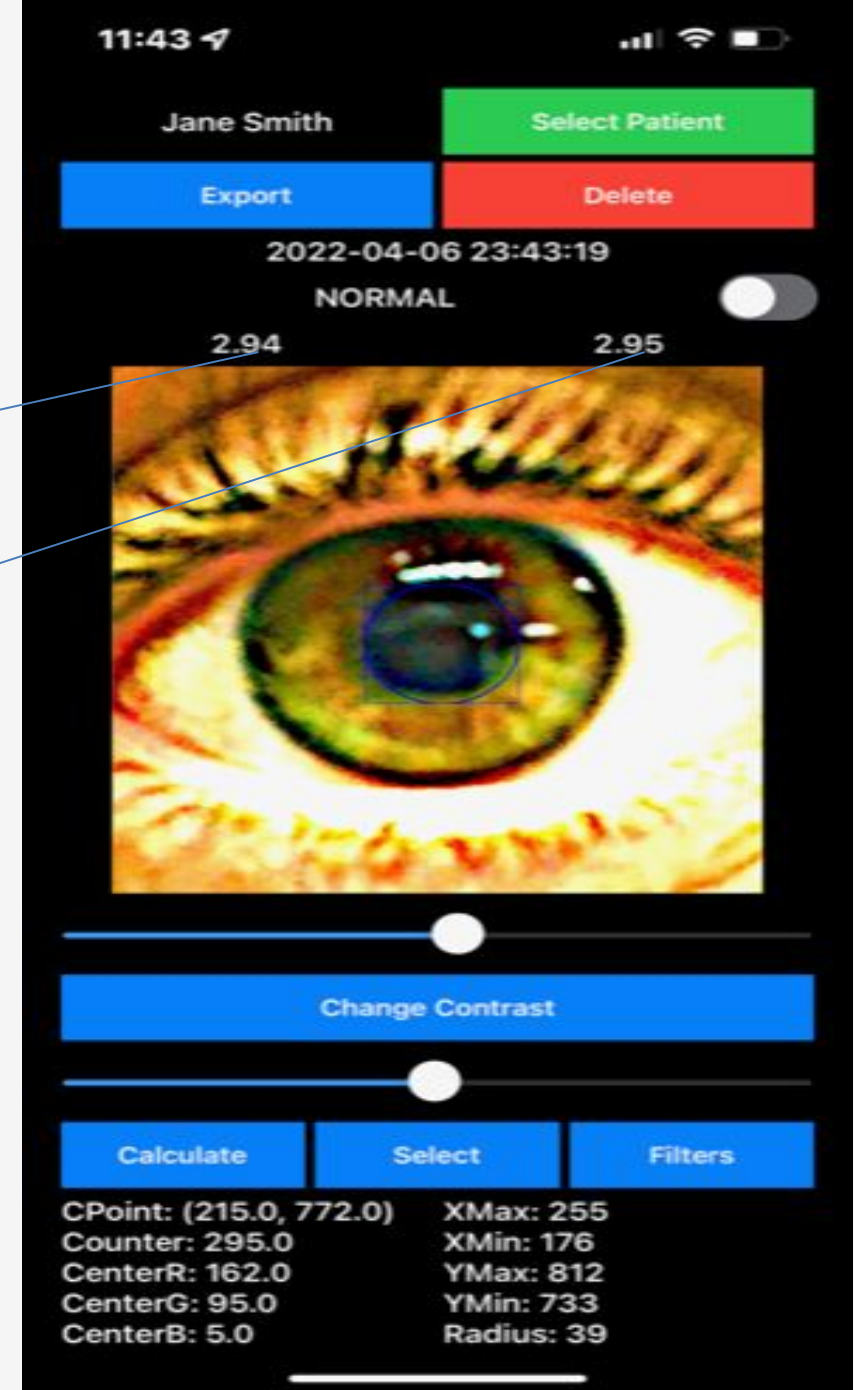 11:43
Jane Smith
Select Patient
Export
Delete
2022-04-06 23:43:19
NORMAL
2.94
2.95
Change Contrast
Calculate
Select
Filters
CPoint: (215.0, 772.0)
XMax: 255
Counter: 295.0
XMin: 176
CenterR: 162.0
YMax: 812
CenterG: 95.0
YMin: 733
CenterB: 5.0
Radius: 39